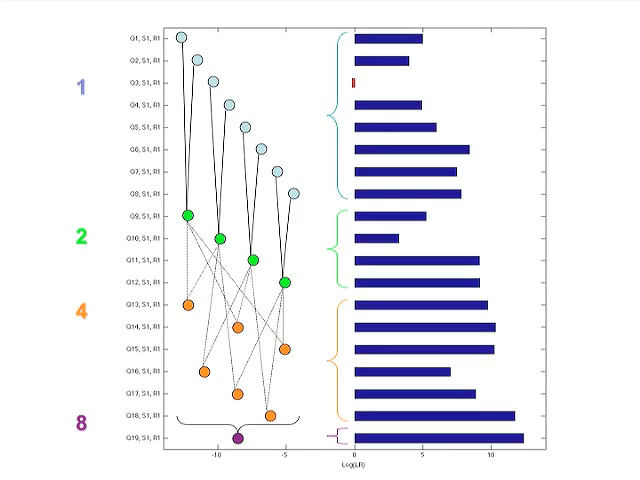 Q1, S1, R1
Q2, S1, R1
1
Q3, S1, R1
Q4, S1, R1
Q5, S1, R1
Q6, S1, R1
Q7, S1, R1
Q8, S1, R1
Q9, S1, R1
2
Q10, S1, R1
Q11, S1, R1
Q12, S1, R1
4
Q13, S1, R1
Q14, S1, R1
Q15, S1, R1
Q16, S1, R1
Q17, S1, R1
8
Q18, S1, R1
Q19, S1, R1
-10 -5 0 5 10
Log(LR)